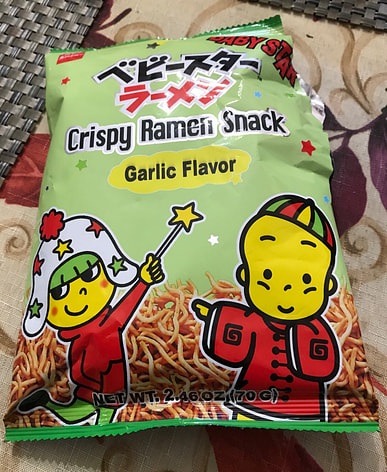 BABY STAR
ベビースター
ラーメン
Crispy Ramen Snack
Garlic Flavor
NET WT. 2.46 OZ (70 G)